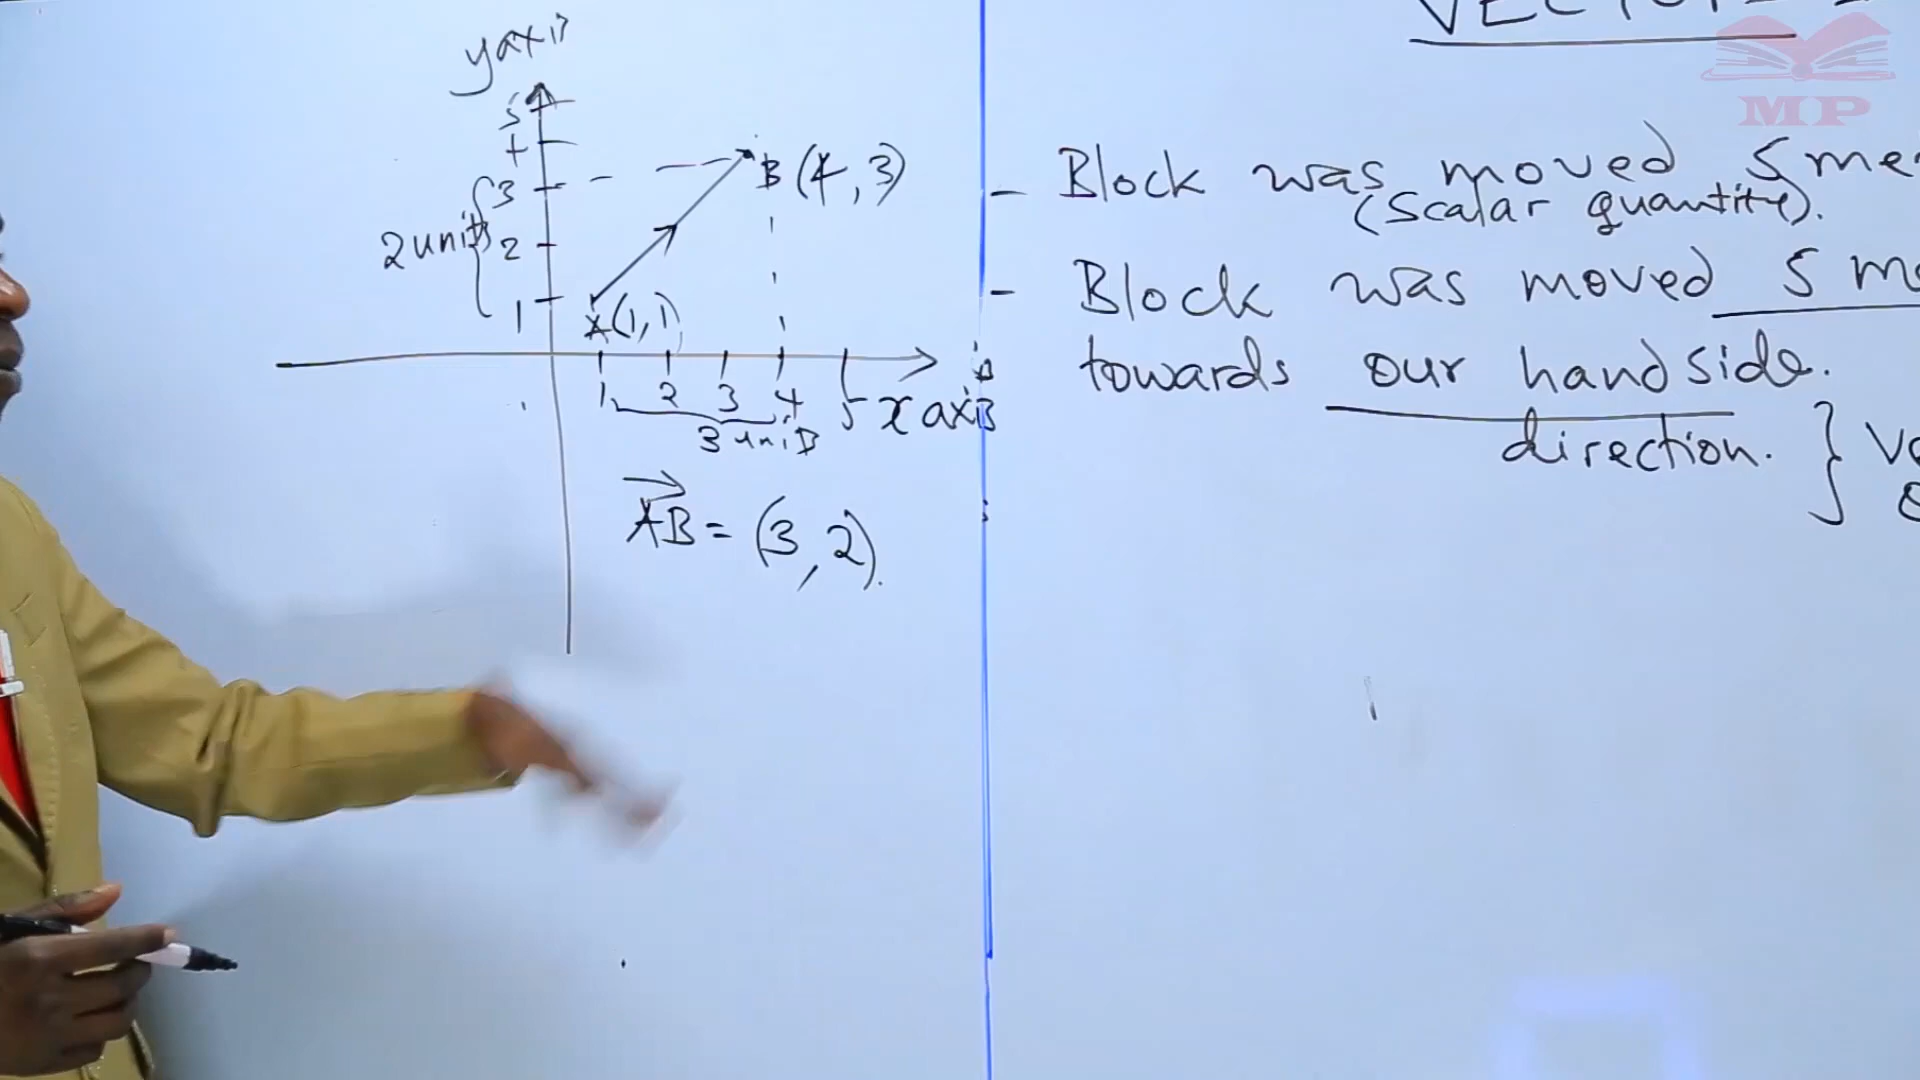 y axis
5
4
3
2
1
2 units
B (4, 3)
A (1, 1)
1 2 3 4 5 x axis
3 units
AB = (3, 2).
MP
- Block was moved 5
(Scalar quantity).
- Block was moved 5
towards our hand side.
direction. }